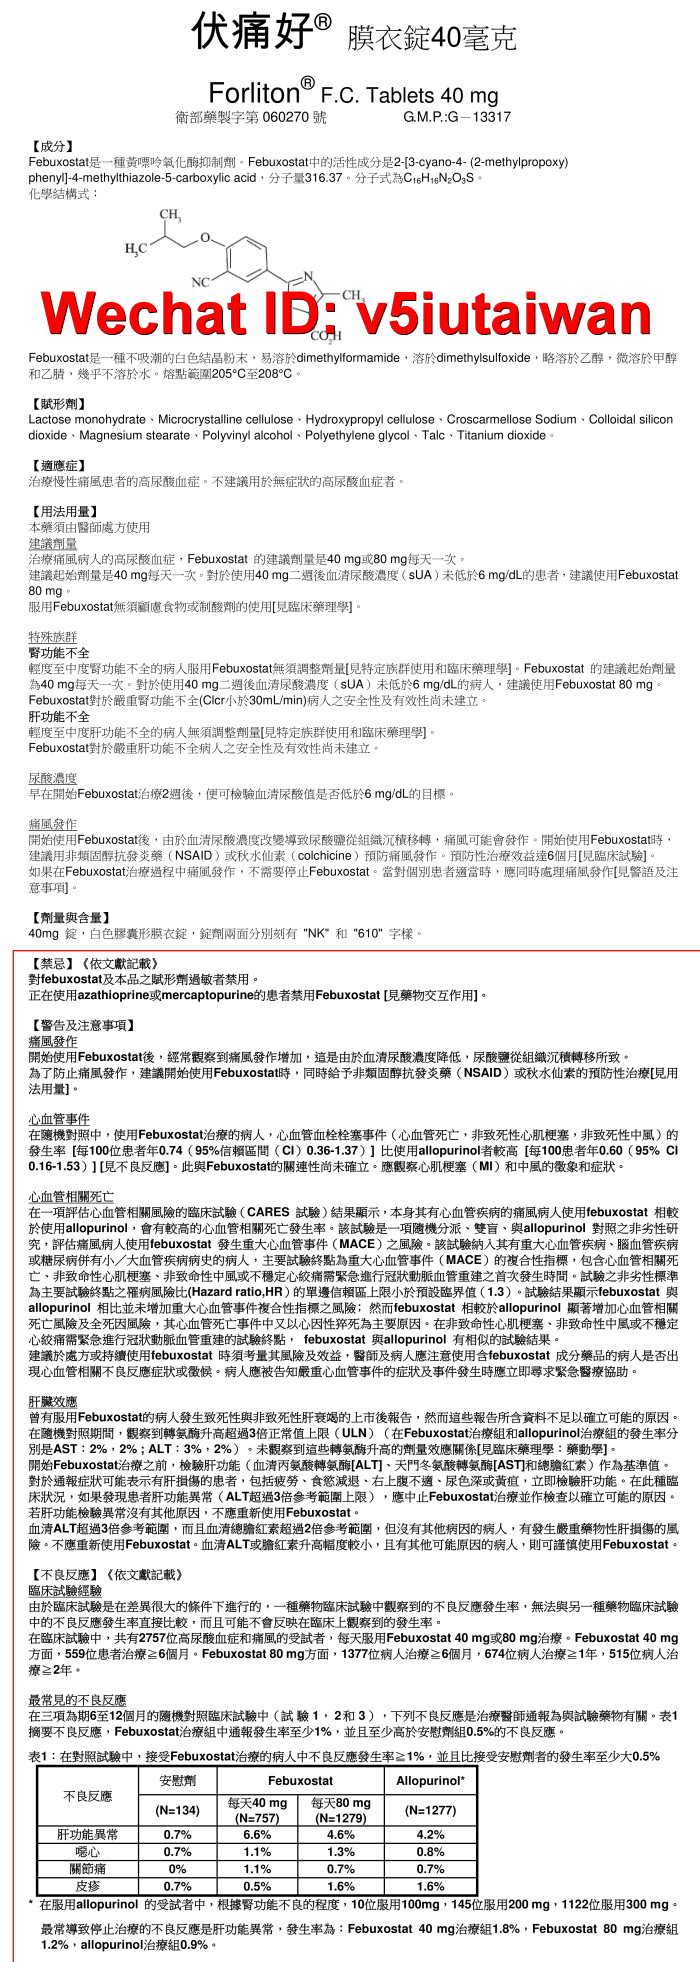 伏痛好® 膜衣錠40毫克
Forliton® F.C. Tablets 40 mg
衛部藥製字第 060270 號 G.M.P.:G－13317
【成分】
Febuxostat是一種黃嘌呤氧化酶抑制劑。Febuxostat中的活性成分是2-[3-cyano-4- (2-methylpropoxy)
phenyl]-4-methylthiazole-5-carboxylic acid，分子量316.37。分子式為C₁₆H₁₆N₂O₃S。
化學結構式：
CH₃
H₃C
O
NC
N
CH₃
CO₂H
Wechat ID: v5iutaiwan
Febuxostat是一種不吸潮的白色結晶粉末，易溶於dimethylformamide，溶於dimethylsulfoxide，略溶於乙醇，微溶於甲醇
和乙腈，幾乎不溶於水。熔點範圍205°C至208°C。
【賦形劑】
Lactose monohydrate、Microcrystalline cellulose、Hydroxypropyl cellulose、Croscarmellose Sodium、Colloidal silicon
dioxide、Magnesium stearate、Polyvinyl alcohol、Polyethylene glycol、Talc、Titanium dioxide。
【適應症】
治療慢性痛風患者的高尿酸血症。不建議用於無症狀的高尿酸血症者。
【用法用量】
本藥須由醫師處方使用
建議劑量
治療痛風病人的高尿酸血症，Febuxostat 的建議劑量是40 mg或80 mg每天一次。
建議起始劑量是40 mg每天一次。對於使用40 mg二週後血清尿酸濃度（sUA）未低於6 mg/dL的患者，建議使用Febuxostat
80 mg。
服用Febuxostat無須顧慮食物或制酸劑的使用[見臨床藥理學]。
特殊族群
腎功能不全
輕度至中度腎功能不全的病人服用Febuxostat無須調整劑量[見特定族群使用和臨床藥理學]。Febuxostat 的建議起始劑量
為40 mg每天一次。對於使用40 mg二週後血清尿酸濃度（sUA）未低於6 mg/dL的病人，建議使用Febuxostat 80 mg。
Febuxostat對於嚴重腎功能不全(Clcr小於30mL/min)病人之安全性及有效性尚未建立。
肝功能不全
輕度至中度肝功能不全的病人無須調整劑量[見特定族群使用和臨床藥理學]。
Febuxostat對於嚴重肝功能不全病人之安全性及有效性尚未建立。
尿酸濃度
早在開始Febuxostat治療2週後，便可檢驗血清尿酸值是否低於6 mg/dL的目標。
痛風發作
開始使用Febuxostat後，由於血清尿酸濃度改變導致尿酸鹽從組織沉積移轉，痛風可能會發作。開始使用Febuxostat時，
建議用非類固醇抗發炎藥（NSAID）或秋水仙素（colchicine）預防痛風發作。預防性治療效益達6個月[見臨床試驗]。
如果在Febuxostat治療過程中痛風發作，不需要停止Febuxostat。當對個別患者適當時，應同時處理痛風發作[見警語及注
意事項]。
【劑量與含量】
40mg 錠，白色膠囊形膜衣錠，錠劑兩面分別刻有 "NK" 和 "610" 字樣。
【禁忌】《依文獻記載》
對febuxostat及本品之賦形劑過敏者禁用。
正在使用azathioprine或mercaptopurine的患者禁用Febuxostat [見藥物交互作用]。
【警告及注意事項】
痛風發作
開始使用Febuxostat後，經常觀察到痛風發作增加，這是由於血清尿酸濃度降低，尿酸鹽從組織沉積轉移所致。
為了防止痛風發作，建議開始使用Febuxostat時，同時給予非類固醇抗發炎藥（NSAID）或秋水仙素的預防性治療[見用
法用量]。
心血管事件
在隨機對照中，使用Febuxostat治療的病人，心血管血栓栓塞事件（心血管死亡，非致死性心肌梗塞，非致死性中風）的
發生率 [每100位患者年0.74（95%信賴區間（CI）0.36-1.37）] 比使用allopurinol者較高 [每100患者年0.60（95% CI
0.16-1.53）] [見不良反應]。此與Febuxostat的關連性尚未確立。應觀察心肌梗塞（MI）和中風的徵象和症狀。
心血管相關死亡
在一項評估心血管相關風險的臨床試驗（CARES 試驗）結果顯示，本身其有心血管疾病的痛風病人使用febuxostat 相較
於使用allopurinol，會有較高的心血管相關死亡發生率。該試驗是一項隨機分派、雙盲、與allopurinol 對照之非劣性研
究，評估痛風病人使用febuxostat 發生重大心血管事件（MACE）之風險。該試驗納入其有重大心血管疾病、腦血管疾病
或糖尿病併有小／大血管疾病病史的病人，主要試驗終點為重大心血管事件（MACE）的複合性指標，包含心血管相關死
亡、非致命性心肌梗塞、非致命性中風或不穩定心絞痛需緊急進行冠狀動脈血管重建之首次發生時間。試驗之非劣性標準
為主要試驗終點之罹病風險比(Hazard ratio,HR）的單邊信賴區上限小於預設臨界值（1.3）。試驗結果顯示febuxostat 與
allopurinol 相比並未增加重大心血管事件複合性指標之風險；然而febuxostat 相較於allopurinol 顯著增加心血管相關
死亡風險及全死因風險，其心血管死亡事件中又以心因性猝死為主要原因。在非致命性心肌梗塞、非致命性中風或不穩定
心絞痛需緊急進行冠狀動脈血管重建的試驗終點， febuxostat 與allopurinol 有相似的試驗結果。
建議於處方或持續使用febuxostat 時須考量其風險及效益，醫師及病人應注意使用含febuxostat 成分藥品的病人是否出
現心血管相關不良反應症狀或徵候。病人應被告知嚴重心血管事件的症狀及事件發生時應立即尋求緊急醫療協助。
肝臟效應
曾有服用Febuxostat的病人發生致死性與非致死性肝衰竭的上市後報告，然而這些報告所含資料不足以確立可能的原因。
在隨機對照期間，觀察到轉氨酶升高超過3倍正常值上限（ULN）（在Febuxostat治療組和allopurinol治療組的發生率分
別是AST：2%，2%；ALT：3%，2%）。未觀察到這些轉氨酶升高的劑量效應關係[見臨床藥理學：藥動學]。
開始Febuxostat治療之前，檢驗肝功能（血清丙氨酸轉氨酶[ALT]、天門冬氨酸轉氨酶[AST]和總膽紅素）作為基準值。
對於通報症狀可能表示有肝損傷的患者，包括疲勞、食慾減退、右上腹不適、尿色深或黃疸，立即檢驗肝功能。在此種臨
床狀況，如果發現患者肝功能異常（ALT超過3倍參考範圍上限），應中止Febuxostat治療並作檢查以確立可能的原因。
若肝功能檢驗異常沒有其他原因，不應重新使用Febuxostat。
血清ALT超過3倍參考範圍，而且血清總膽紅素超過2倍參考範圍，但沒有其他病因的病人，有發生嚴重藥物性肝損傷的風
險。不應重新使用Febuxostat。血清ALT或膽紅素升高幅度較小，且有其他可能原因的病人，則可謹慎使用Febuxostat。
【不良反應】《依文獻記載》
臨床試驗經驗
由於臨床試驗是在差異很大的條件下進行的，一種藥物臨床試驗中觀察到的不良反應發生率，無法與另一種藥物臨床試驗
中的不良反應發生率直接比較，而且可能不會反映在臨床上觀察到的發生率。
在臨床試驗中，共有2757位高尿酸血症和痛風的受試者，每天服用Febuxostat 40 mg或80 mg治療。Febuxostat 40 mg
方面，559位患者治療≧6個月。Febuxostat 80 mg方面，1377位病人治療≧6個月，674位病人治療≧1年，515位病人治
療≧2年。
最常見的不良反應
在三項為期6至12個月的隨機對照臨床試驗中（試 驗 1， 2和 3），下列不良反應是治療醫師通報為與試驗藥物有關。表1
摘要不良反應，Febuxostat治療組中通報發生率至少1%，並且至少高於安慰劑組0.5%的不良反應。
表1：在對照試驗中，接受Febuxostat治療的病人中不良反應發生率≧1%，並且比接受安慰劑者的發生率至少大0.5%
不良反應 安慰劑 Febuxostat Allopurinol*
(N=134) 每天40 mg (N=757) 每天80 mg (N=1279) (N=1277)
肝功能異常 0.7% 6.6% 4.6% 4.2%
噁心 0.7% 1.1% 1.3% 0.8%
關節痛 0% 1.1% 0.7% 0.7%
皮疹 0.7% 0.5% 1.6% 1.6%
* 在服用allopurinol 的受試者中，根據腎功能不良的程度，10位服用100mg，145位服用200 mg，1122位服用300 mg。
最常導致停止治療的不良反應是肝功能異常，發生率為：Febuxostat 40 mg治療組1.8%，Febuxostat 80 mg治療組
1.2%，allopurinol治療組0.9%。